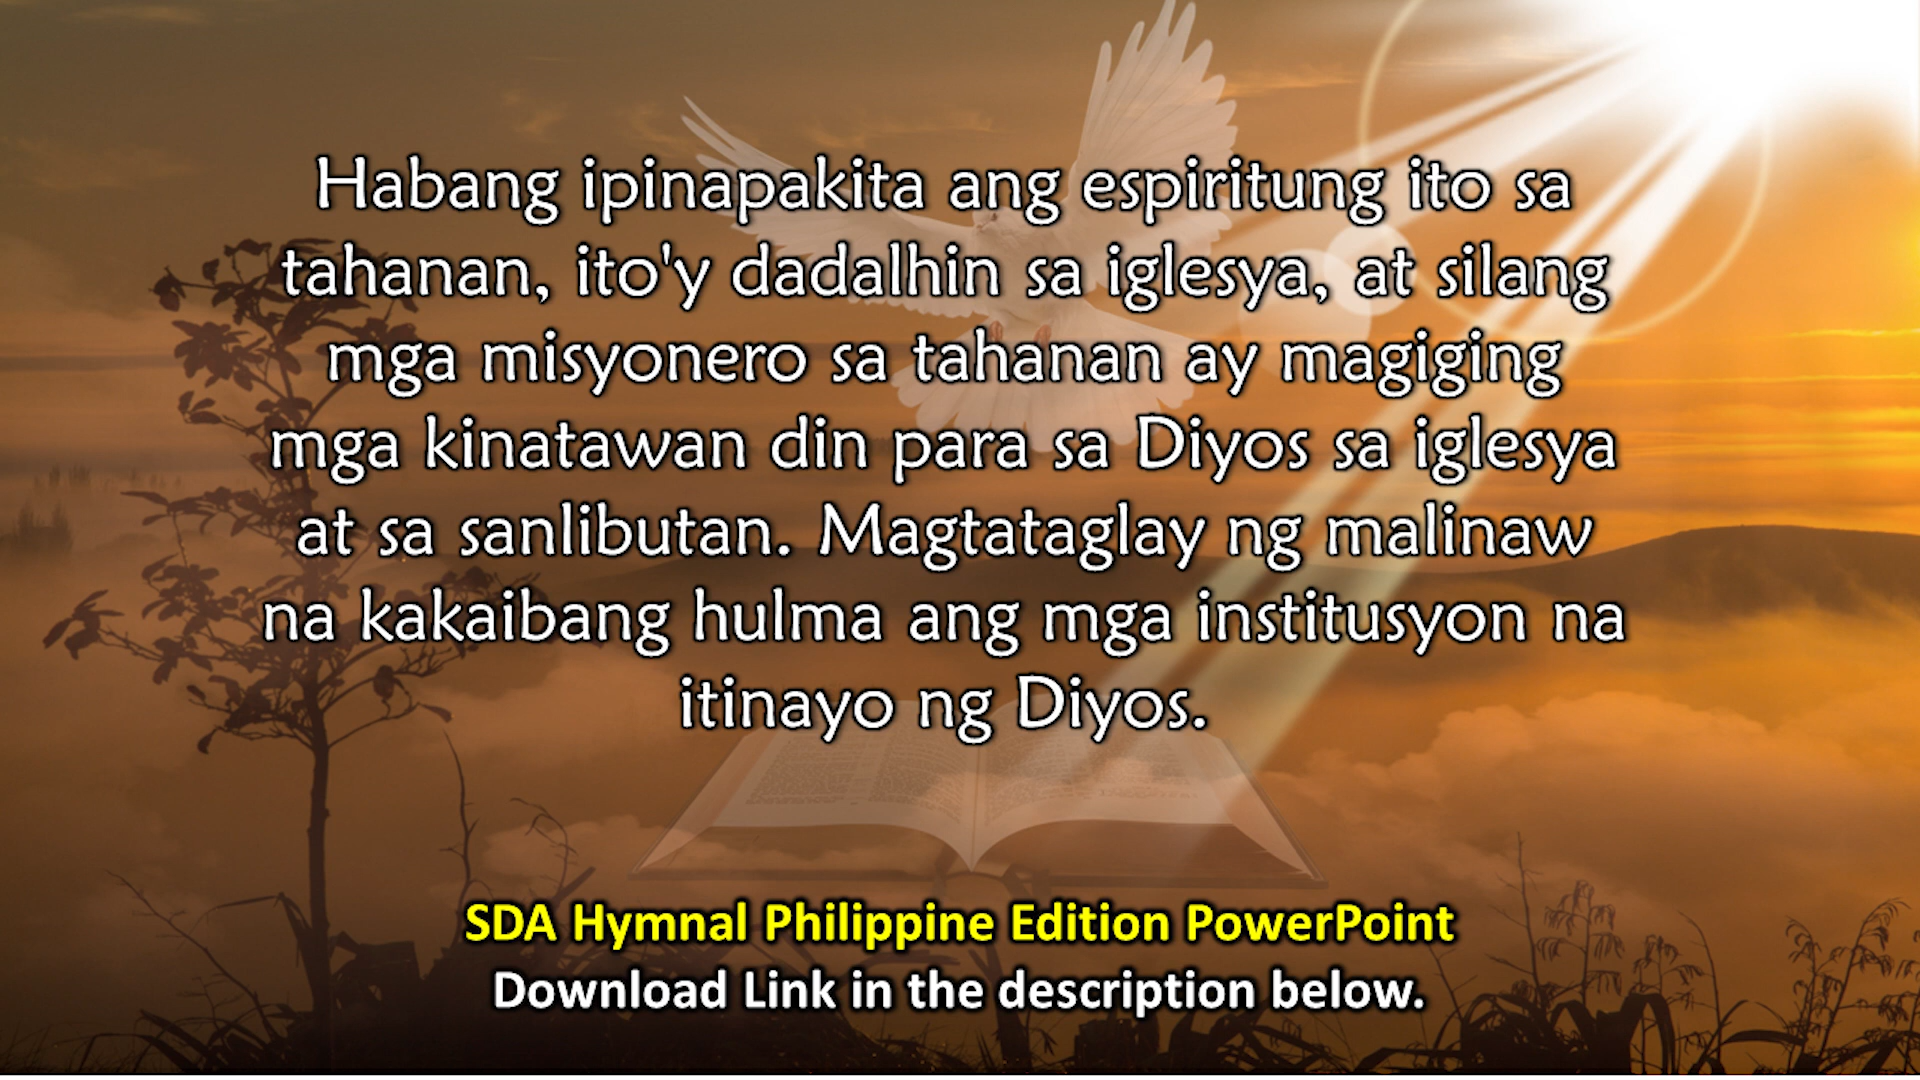 Habang ipinapakita ang espiritung ito sa
tahanan, ito'y dadalhin sa iglesya, at silang
mga misyonero sa tahanan ay magiging
mga kinatawan din para sa Diyos sa iglesya
at sa sanlibutan. Magtataglay ng malinaw
na kakaibang hulma ang mga institusyon na
itinayo ng Diyos.
SDA Hymnal Philippine Edition PowerPoint
Download Link in the description below.